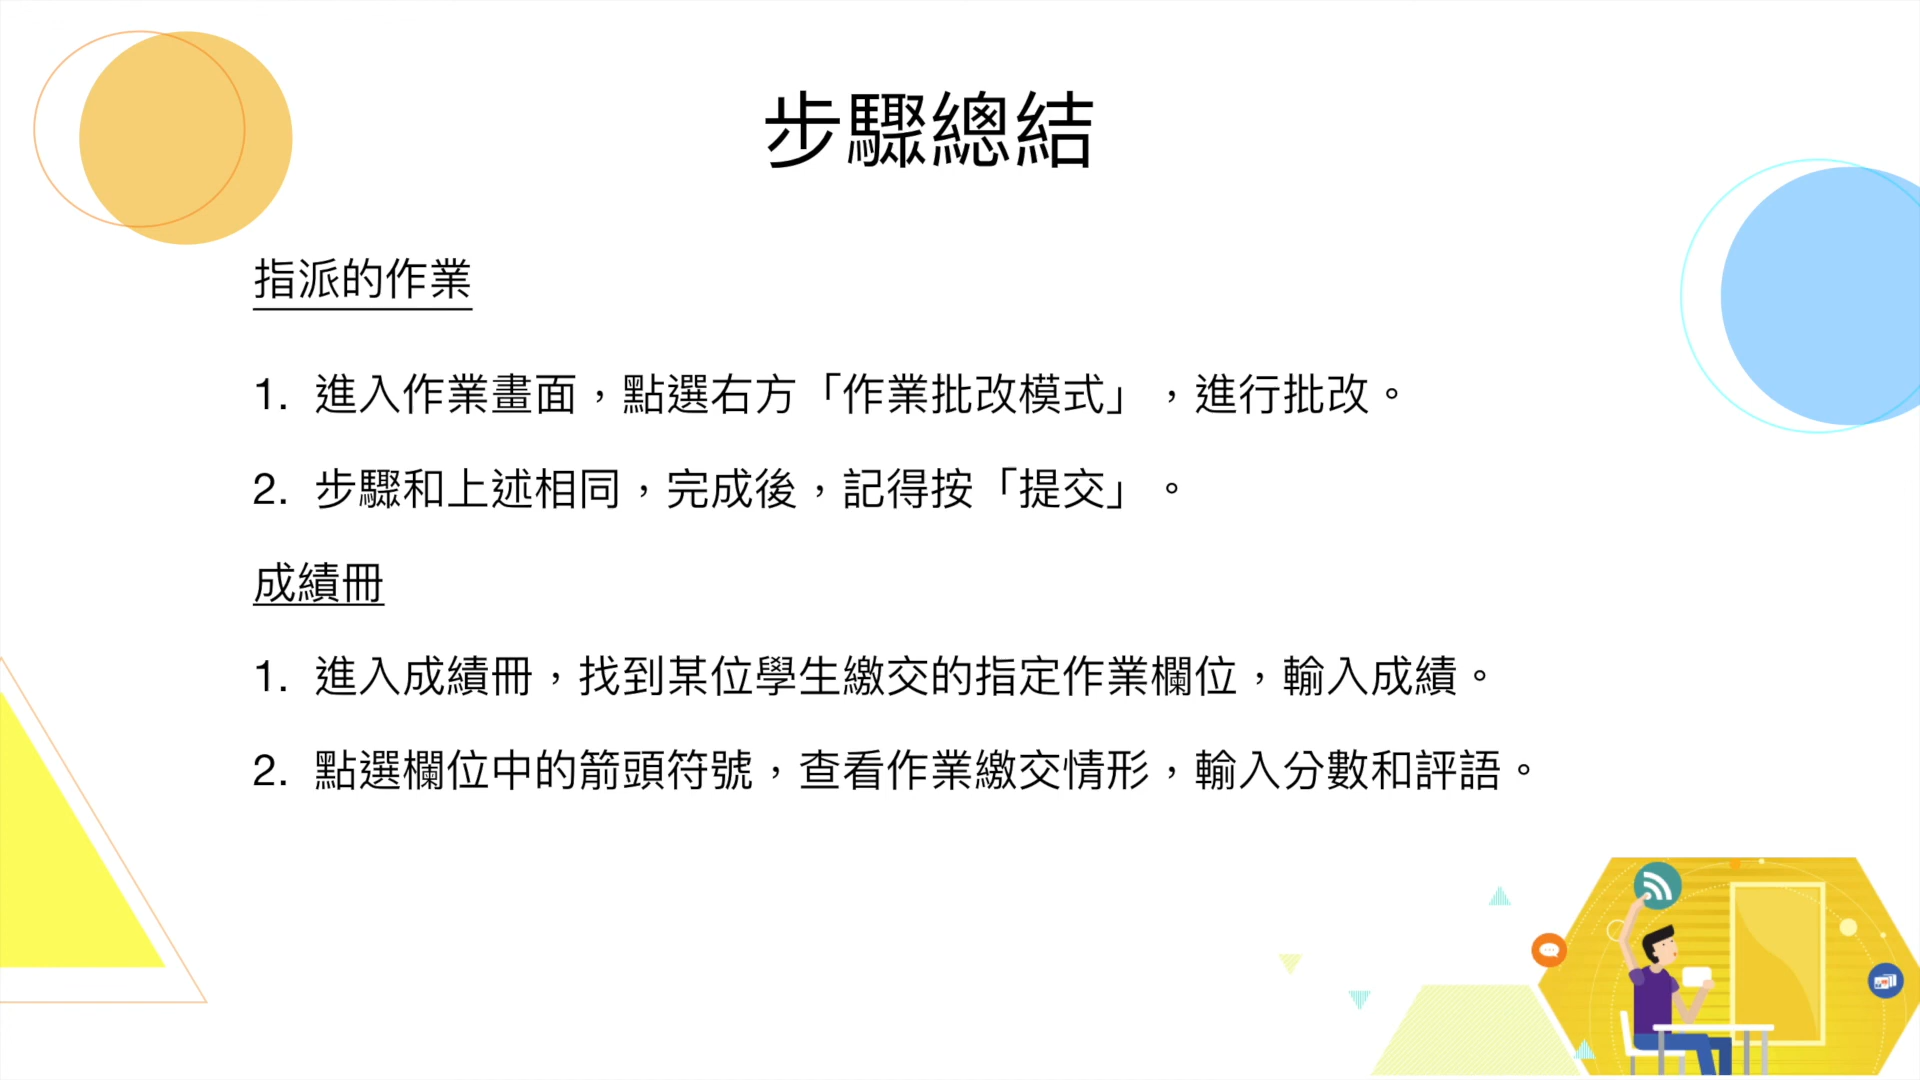 步驟總結
指派的作業
1. 進入作業畫面，點選右方「作業批改模式」，進行批改。
2. 步驟和上述相同，完成後，記得按「提交」。
成績冊
1. 進入成績冊，找到某位學生繳交的指定作業欄位，輸入成績。
2. 點選欄位中的箭頭符號，查看作業繳交情形，輸入分數和評語。